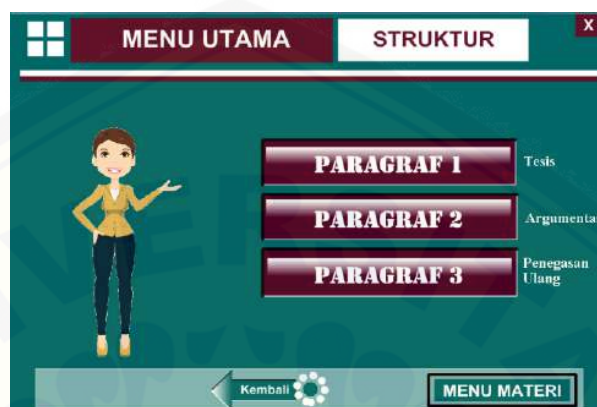 MENU UTAMA
STRUKTUR
X
PARAGRAF 1
Tesis
PARAGRAF 2
Argumenta
PARAGRAF 3
Penegasan
Ulang
Kembali
MENU MATERI